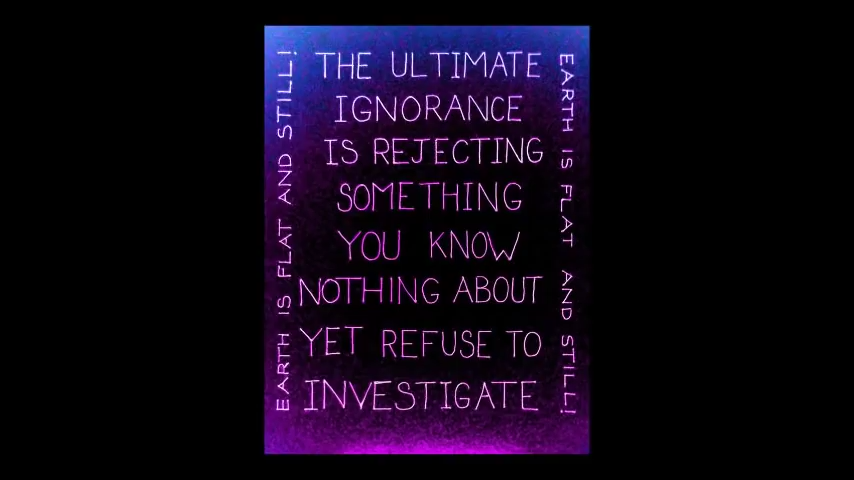 EARTH IS FLAT AND STILL!
THE ULTIMATE
IGNORANCE
IS REJECTING
SOMETHING
YOU KNOW
NOTHING ABOUT
YET REFUSE TO
INVESTIGATE
EARTH IS FLAT AND STILL!